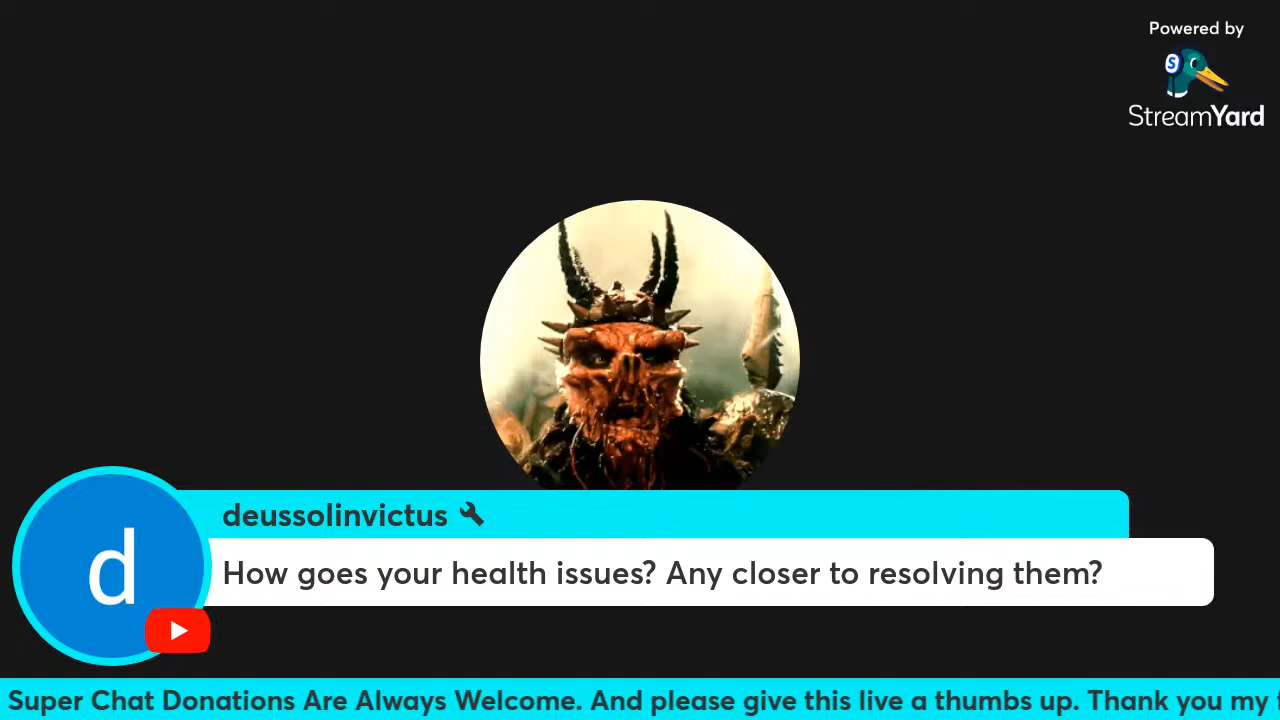 Powered by
S
StreamYard
deussolinvictus
d
How goes your health issues? Any closer to resolving them?
Super Chat Donations Are Always Welcome. And please give this live a thumbs up. Thank you my